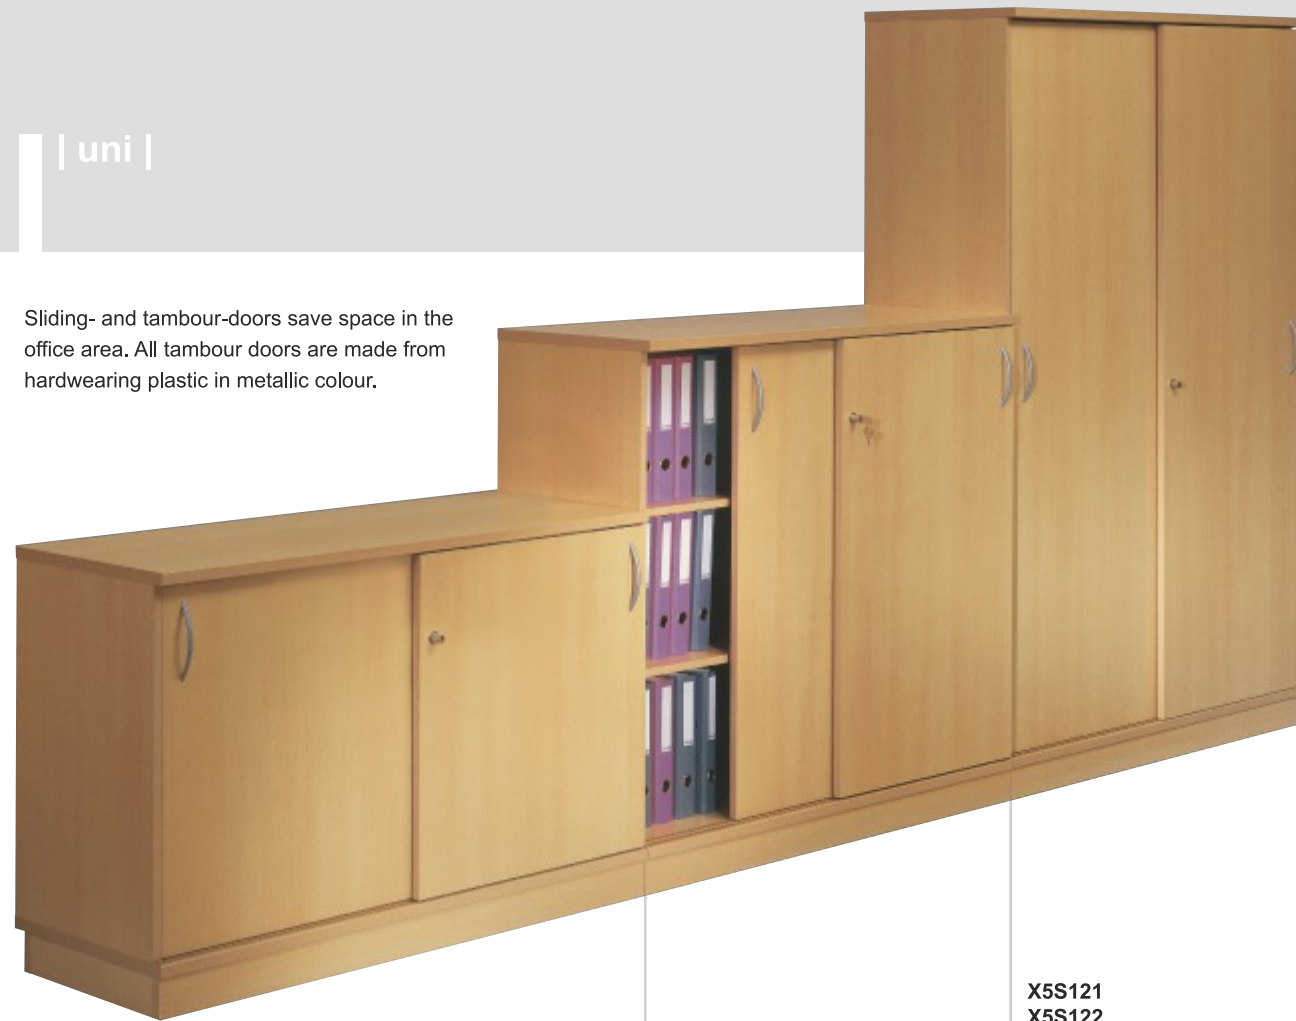 | uni |
Sliding- and tambour-doors save space in the
office area. All tambour doors are made from
hardwearing plastic in metallic colour.
X5S121
X5S122